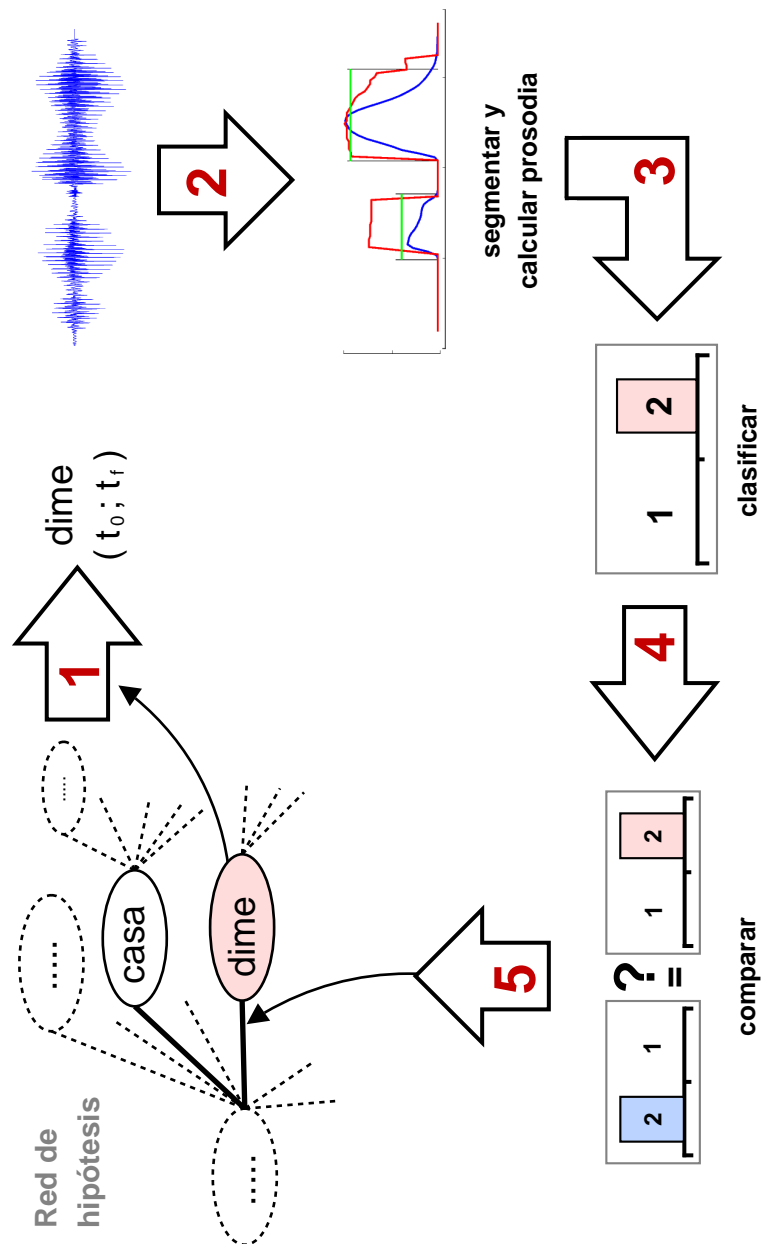 Red de
hipótesis
.....
.....
......
casa
dime
1
dime
(t₀;t_f)
2
segmentar y
calcular prosodia
3
1 2
clasificar
4
2 1 ?= 1 2
comparar
5